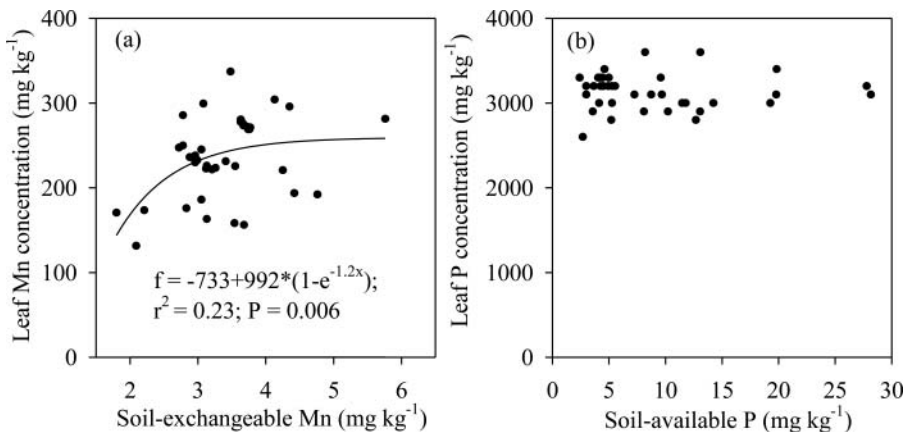 (a)
Leaf Mn concentration (mg kg⁻¹)
400
300
200
100
0
f = -733+992*(1-e^-1.2x);
r² = 0.23; P = 0.006
2 3 4 5 6
Soil-exchangeable Mn (mg kg⁻¹)
(b)
Leaf P concentration (mg kg⁻¹)
4000
3000
2000
1000
0
0 5 10 15 20 25 30
Soil-available P (mg kg⁻¹)